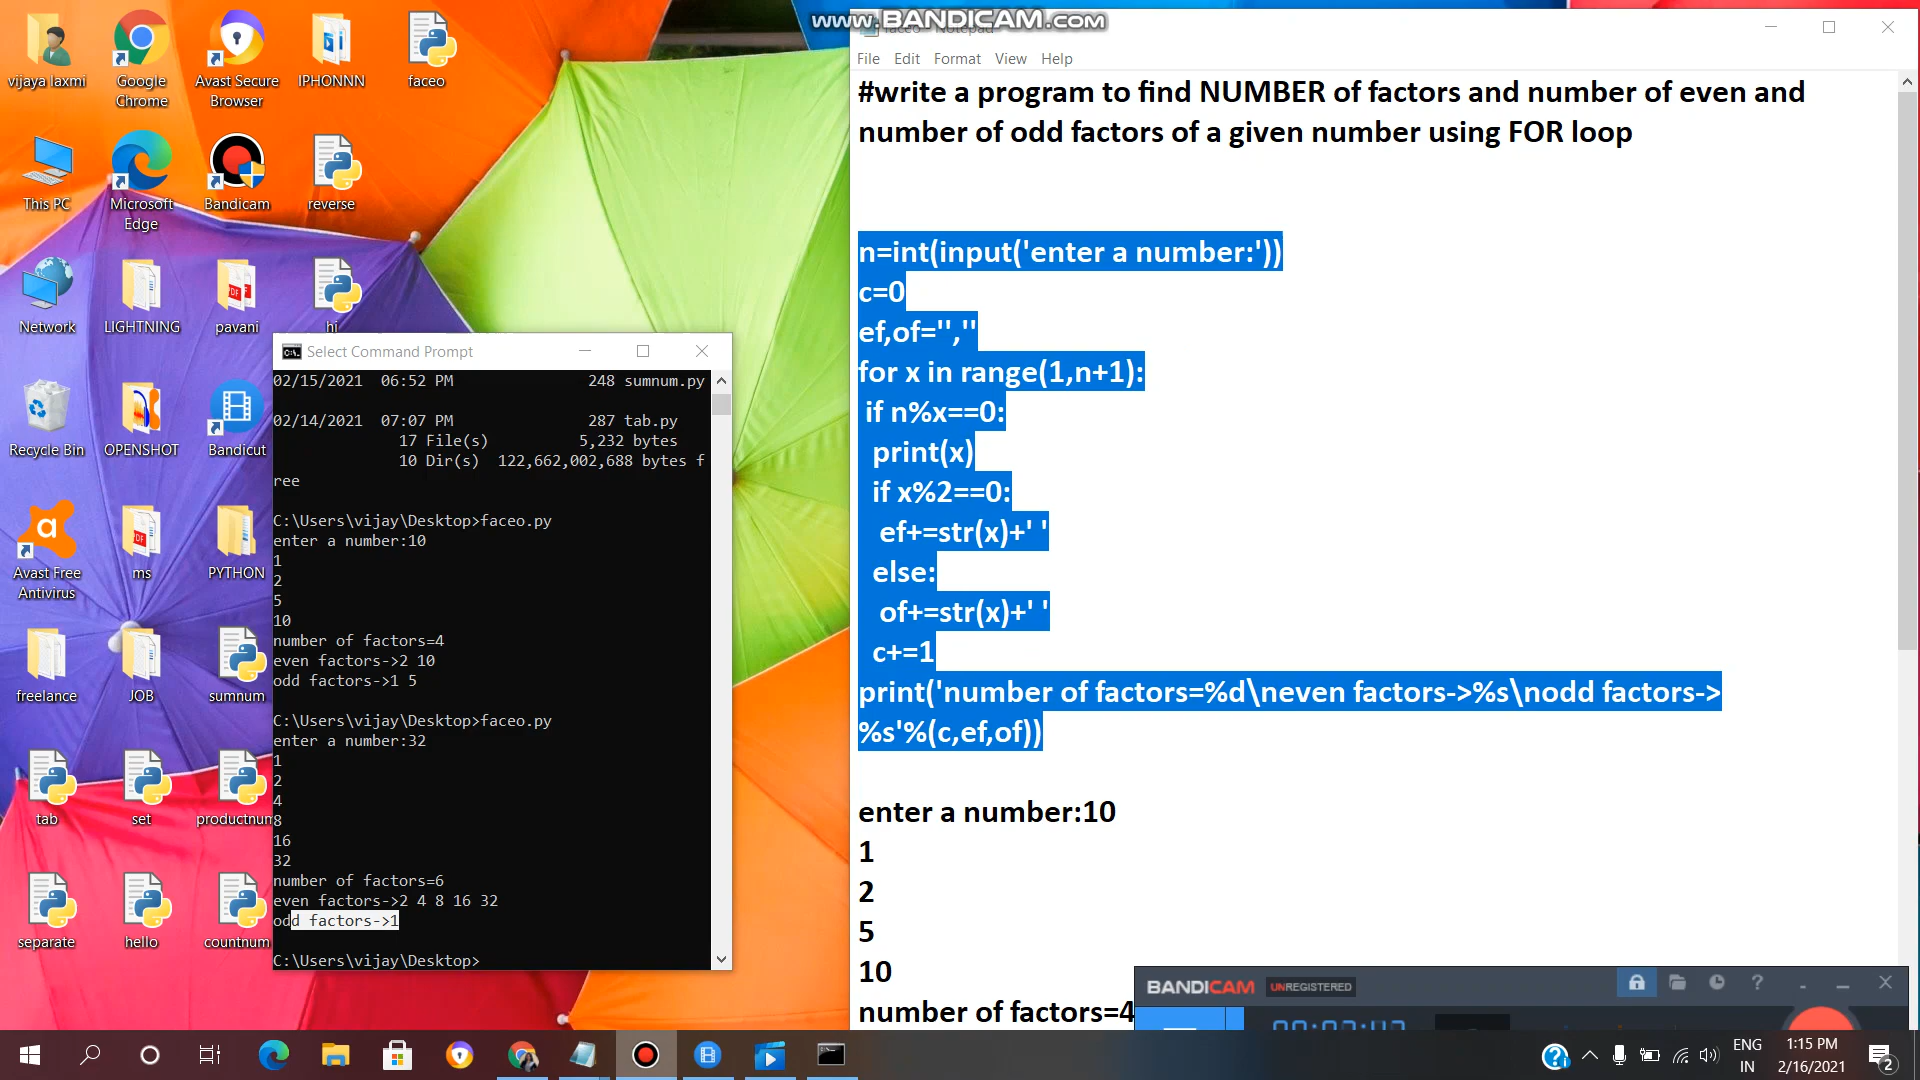 www.BANDICAM.com
vijaya laxmi
Google Chrome
Avast Secure Browser
IPHONNN
faceo
This PC
Microsoft Edge
Bandicam
reverse
Network
LIGHTNING
pavani
hi
Recycle Bin
OPENSHOT
Bandicut
Avast Free Antivirus
ms
PYTHON
freelance
JOB
sumnum
tab
set
productnum
separate
hello
countnum
Select Command Prompt
02/15/2021  06:52 PM               248 sumnum.py
02/14/2021  07:07 PM               287 tab.py
17 File(s)          5,232 bytes
10 Dir(s)  122,662,002,688 bytes f
ree
C:\Users\vijay\Desktop>faceo.py
enter a number:10
1
2
5
10
number of factors=4
even factors->2 10
odd factors->1 5
C:\Users\vijay\Desktop>faceo.py
enter a number:32
1
2
4
8
16
32
number of factors=6
even factors->2 4 8 16 32
odd factors->1
C:\Users\vijay\Desktop>
faceo - Notepad
File Edit Format View Help
#write a program to find NUMBER of factors and number of even and
number of odd factors of a given number using FOR loop
n=int(input('enter a number:'))
c=0
ef,of='',''
for x in range(1,n+1):
 if n%x==0:
  print(x)
  if x%2==0:
   ef+=str(x)+' '
  else:
   of+=str(x)+' '
  c+=1
print('number of factors=%d\neven factors->%s\nodd factors->
%s'%(c,ef,of))
enter a number:10
1
2
5
10
number of factors=4
BANDICAM UNREGISTERED
ENG
IN
1:15 PM
2/16/2021
2